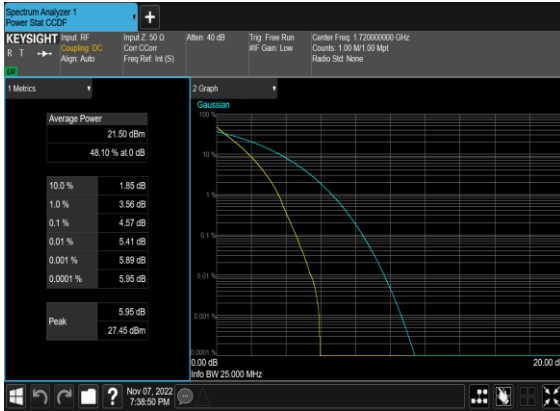 Spectrum Analyzer 1
Power Stat CCDF
+
KEYSIGHT
R T
Input: RF
Coupling: DC
Align: Auto
Input Z: 50 Ω
Corr CCorr
Freq Ref: Int (S)
Atten: 40 dB
Trig: Free Run
#IF Gain: Low
Center Freq: 1.720000000 GHz
Counts: 1.00 M/1.00 Mpt
Radio Std: None
1 Metrics
Average Power
21.50 dBm
48.10 % at 0 dB
10.0 % 1.85 dB
1.0 % 3.56 dB
0.1 % 4.57 dB
0.01 % 5.41 dB
0.001 % 5.89 dB
0.0001 % 5.95 dB
Peak
5.95 dB
27.45 dBm
2 Graph
Gaussian
100 %
10 %
1 %
0.1 %
0.01 %
0.001 %
0.0001 %
0.00 dB
20.00 d
Info BW 25.000 MHz
?
Nov 07, 2022
7:38:50 PM